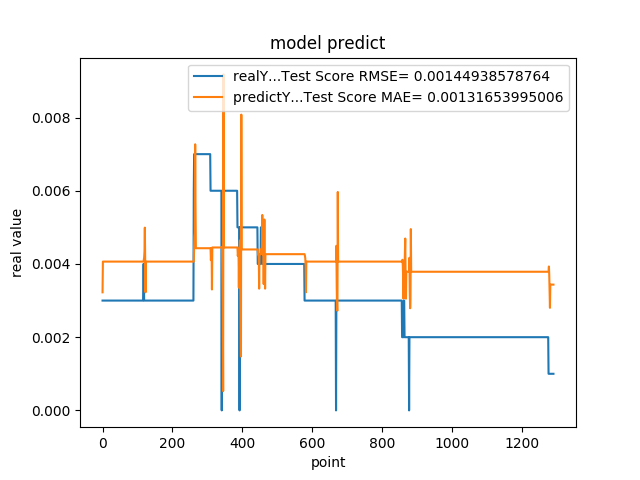 model predict
realY...Test Score RMSE= 0.00144938578764
predictY...Test Score MAE= 0.00131653995006
0.008
0.006
0.004
0.002
0.000
real value
0 200 400 600 800 1000 1200
point